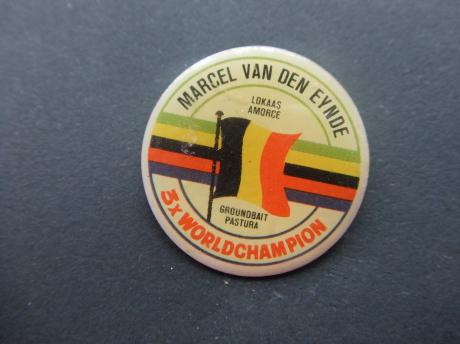 MARCEL VAN DEN EYNDE
LOKAAS
AMORCE
GROUNDBAIT
PASTURA
3x WORLDCHAMPION